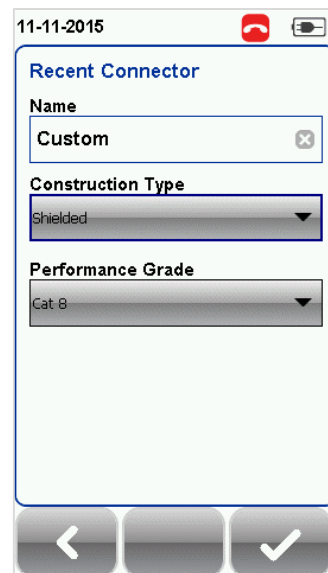 11-11-2015
Recent Connector
Name
Custom
Construction Type
Shielded
Performance Grade
Cat 8